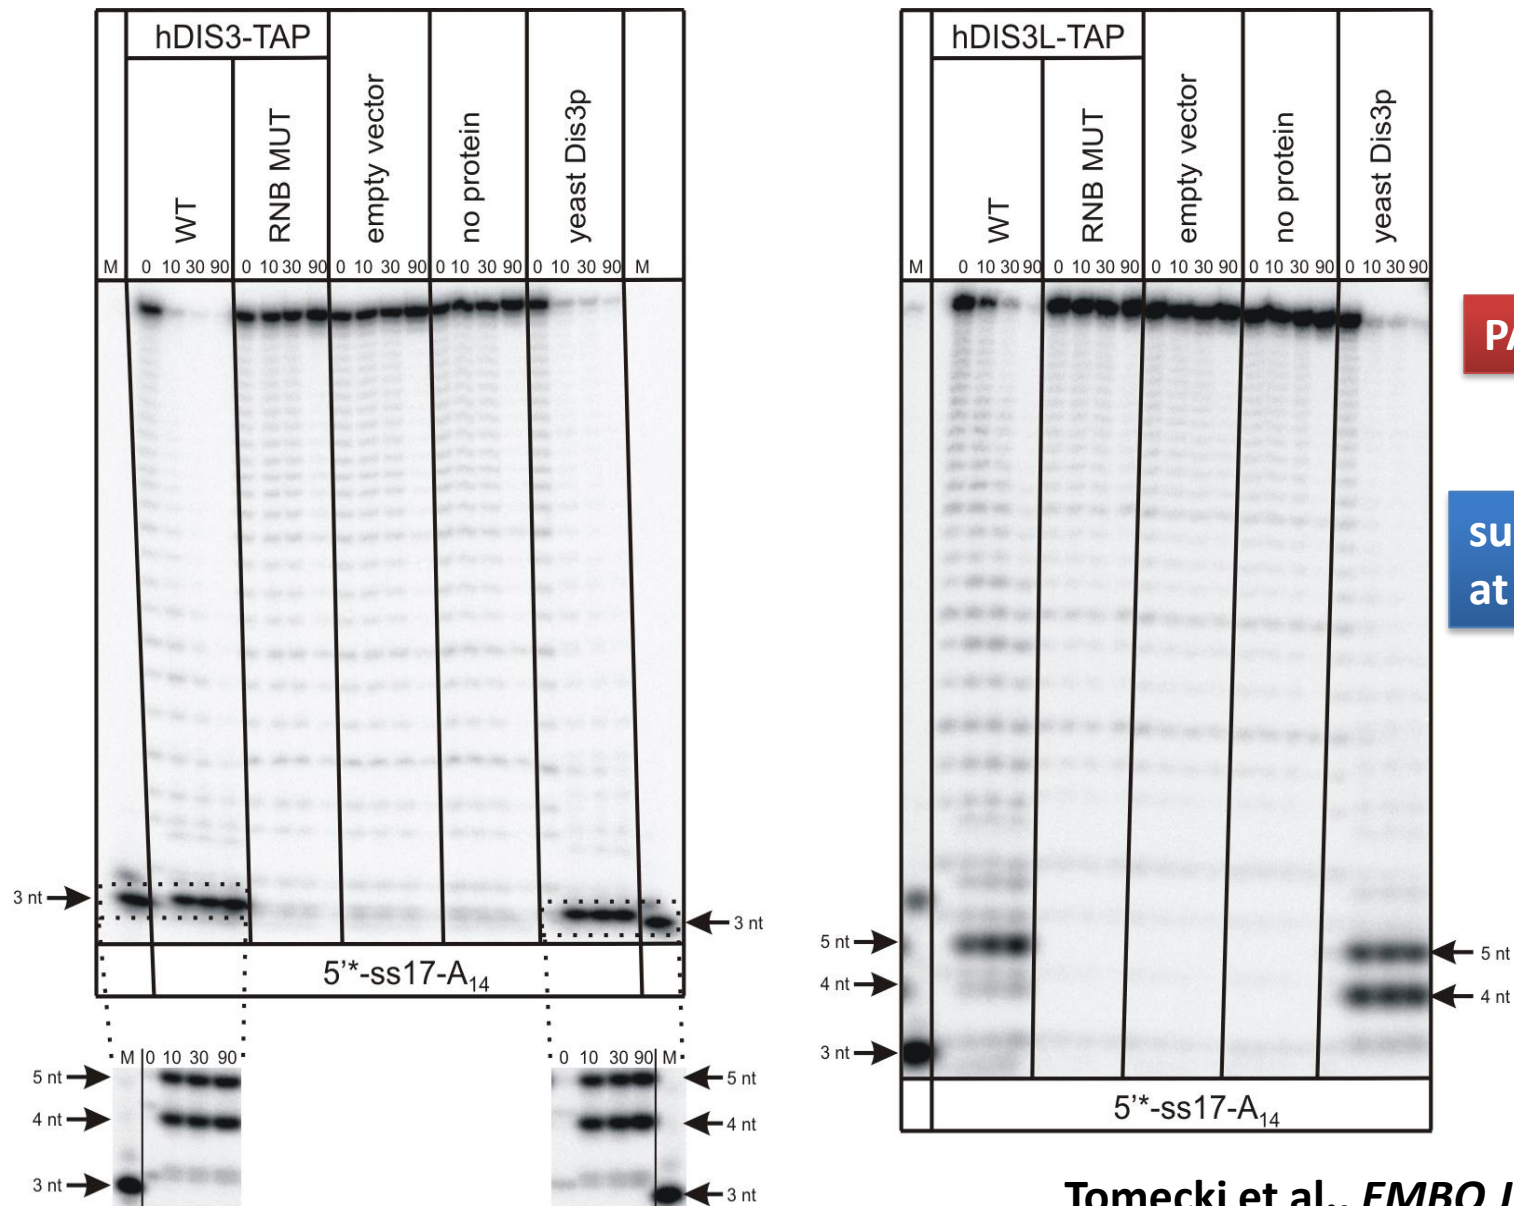 hDIS3-TAP
WT
RNB MUT
empty vector
no protein
yeast Dis3p
M 0 10 30 90 0 10 30 90 0 10 30 90 0 10 30 90 0 10 30 90 M
3 nt
3 nt
5'*-ss17-A14
M 0 10 30 90
5 nt
4 nt
3 nt
0 10 30 90 M
5 nt
4 nt
3 nt
hDIS3L-TAP
WT
RNB MUT
empty vector
no protein
yeast Dis3p
M 0 10 30 90 0 10 30 90 0 10 30 90 0 10 30 90 0 10 30 90
5 nt
4 nt
3 nt
5 nt
4 nt
5'*-ss17-A14
PA
su
at
Tomecki et al., EMBO J